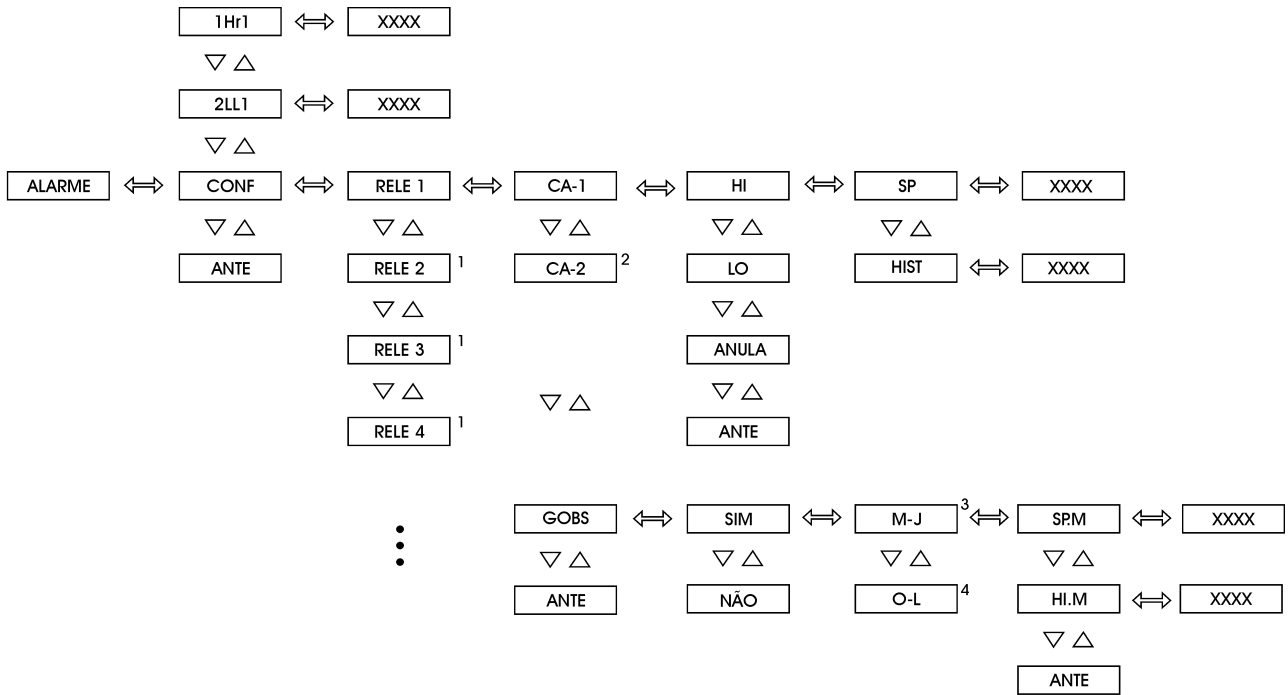 1Hr1 XXXX
2LL1 XXXX
ALARME CONF RELE 1 CA-1 HI SP XXXX
ANTE RELE 2 1 CA-2 2 LO HIST XXXX
RELE 3 1 ANULA
RELE 4 1 ANTE
GOBS SIM M-J 3 SP.M XXXX
ANTE NÃO O-L 4 HI.M XXXX
ANTE